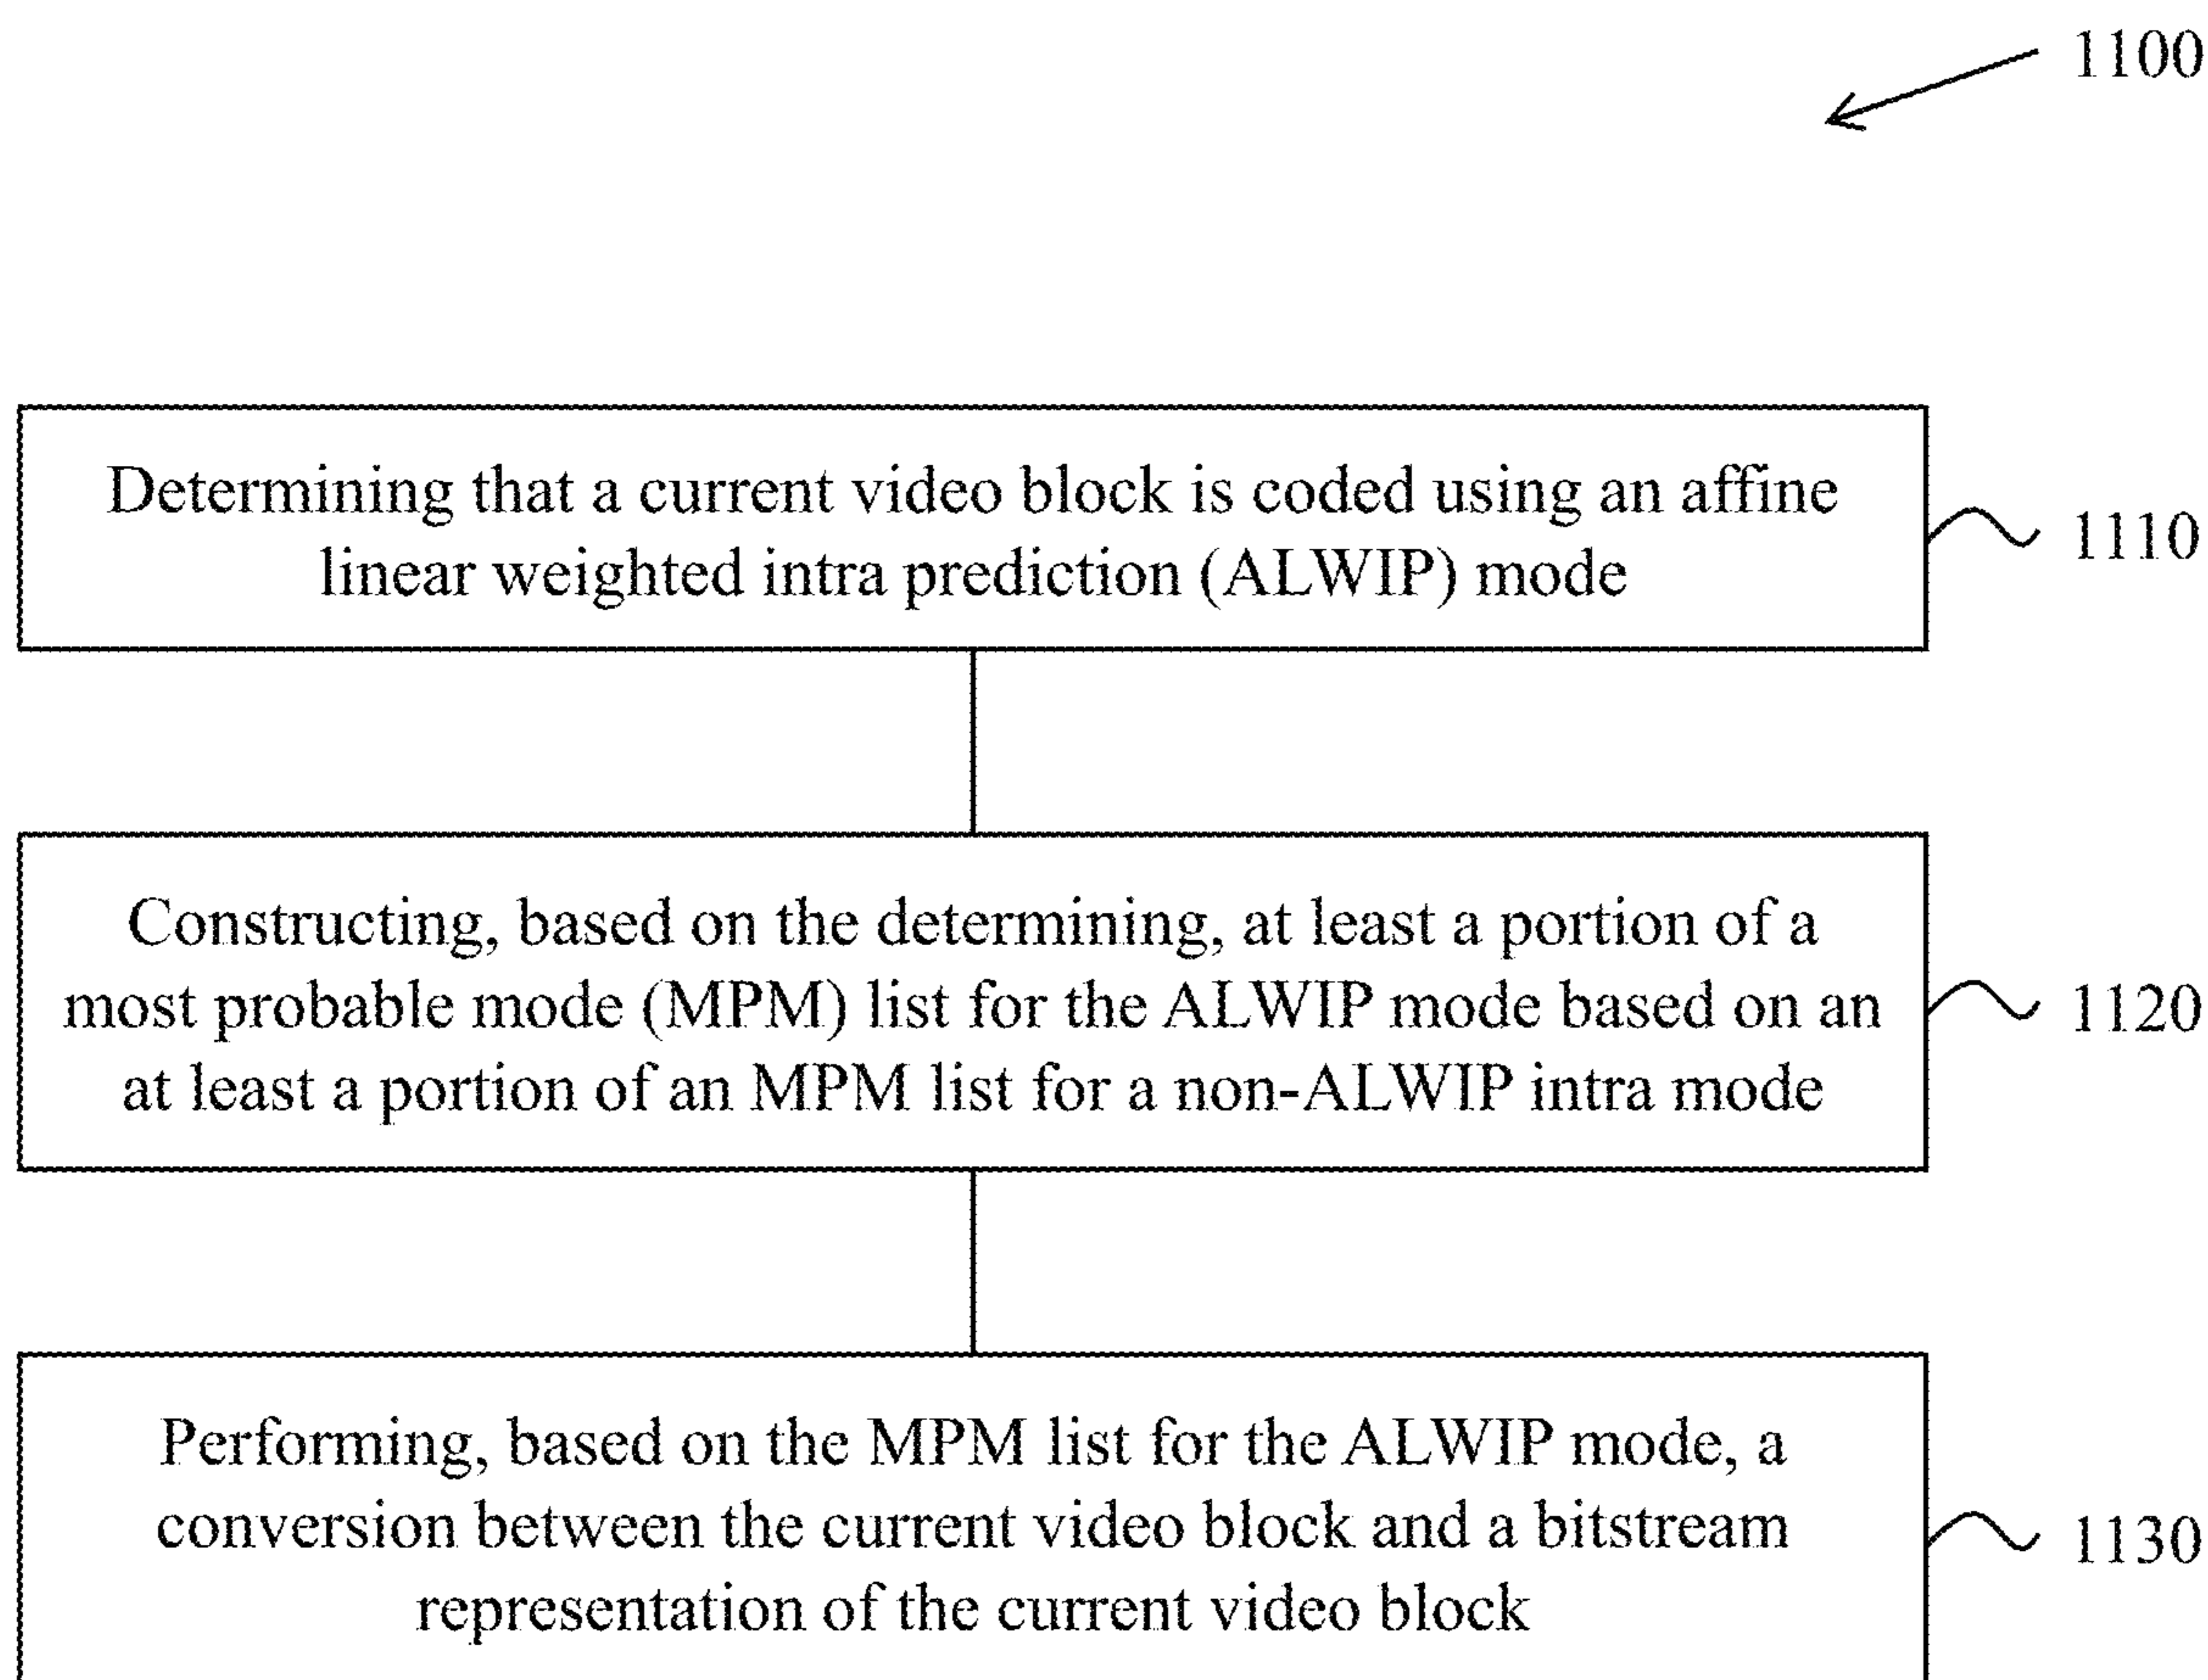 1100
Determining that a current video block is coded using an affine
linear weighted intra prediction (ALWIP) mode
1110
Constructing, based on the determining, at least a portion of a
most probable mode (MPM) list for the ALWIP mode based on an
at least a portion of an MPM list for a non-ALWIP intra mode
1120
Performing, based on the MPM list for the ALWIP mode, a
conversion between the current video block and a bitstream
representation of the current video block
1130